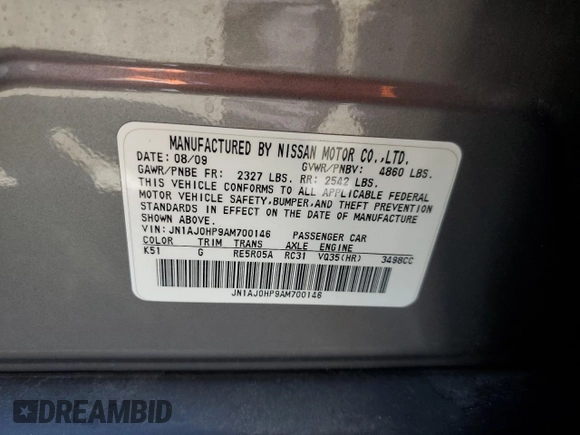 MANUFACTURED BY NISSAN MOTOR CO.,LTD.
DATE: 08/09 GVWR/PNBV: 4860 LBS.
GAWR/PNBE FR: 2327 LBS. RR: 2542 LBS.
THIS VEHICLE CONFORMS TO ALL APPLICABLE FEDERAL
MOTOR VEHICLE SAFETY,BUMPER,AND THEFT PREVENTION
STANDARDS IN EFFECT ON THE DATE OF MANUFACTURE
SHOWN ABOVE.
VIN: JN1AJ0HP9AM700146 PASSENGER CAR
COLOR TRIM TRANS AXLE ENGINE
K51 G RE5R05A RC31 VQ35(HR) 3498CC
JN1AJ0HP9AM700146
DREAMBID